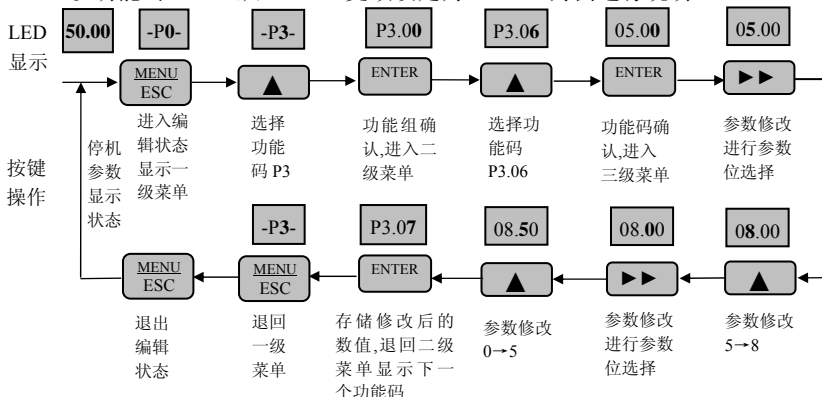 LED
显示
50.00
-P0-
-P3-
P3.00
P3.06
05.00
05.00
MENU
ESC
▲
ENTER
▲
ENTER
►►
按键
操作
停机
参数
显示
状态
进入编
辑状态
显示一
级菜单
选择
功能
码 P3
功能组确
认,进入二
级菜单
选择功
能码
P3.06
功能码确
认,进入
三级菜单
参数修改
进行参数
位选择
-P3-
P3.07
08.50
08.00
08.00
MENU
ESC
MENU
ESC
ENTER
▲
►►
▲
退出
编辑
状态
退回
一级
菜单
存储修改后的
数值,退回二级
菜单显示下一
个功能码
参数修改
0→5
参数修改
进行参数
位选择
参数修改
5→8